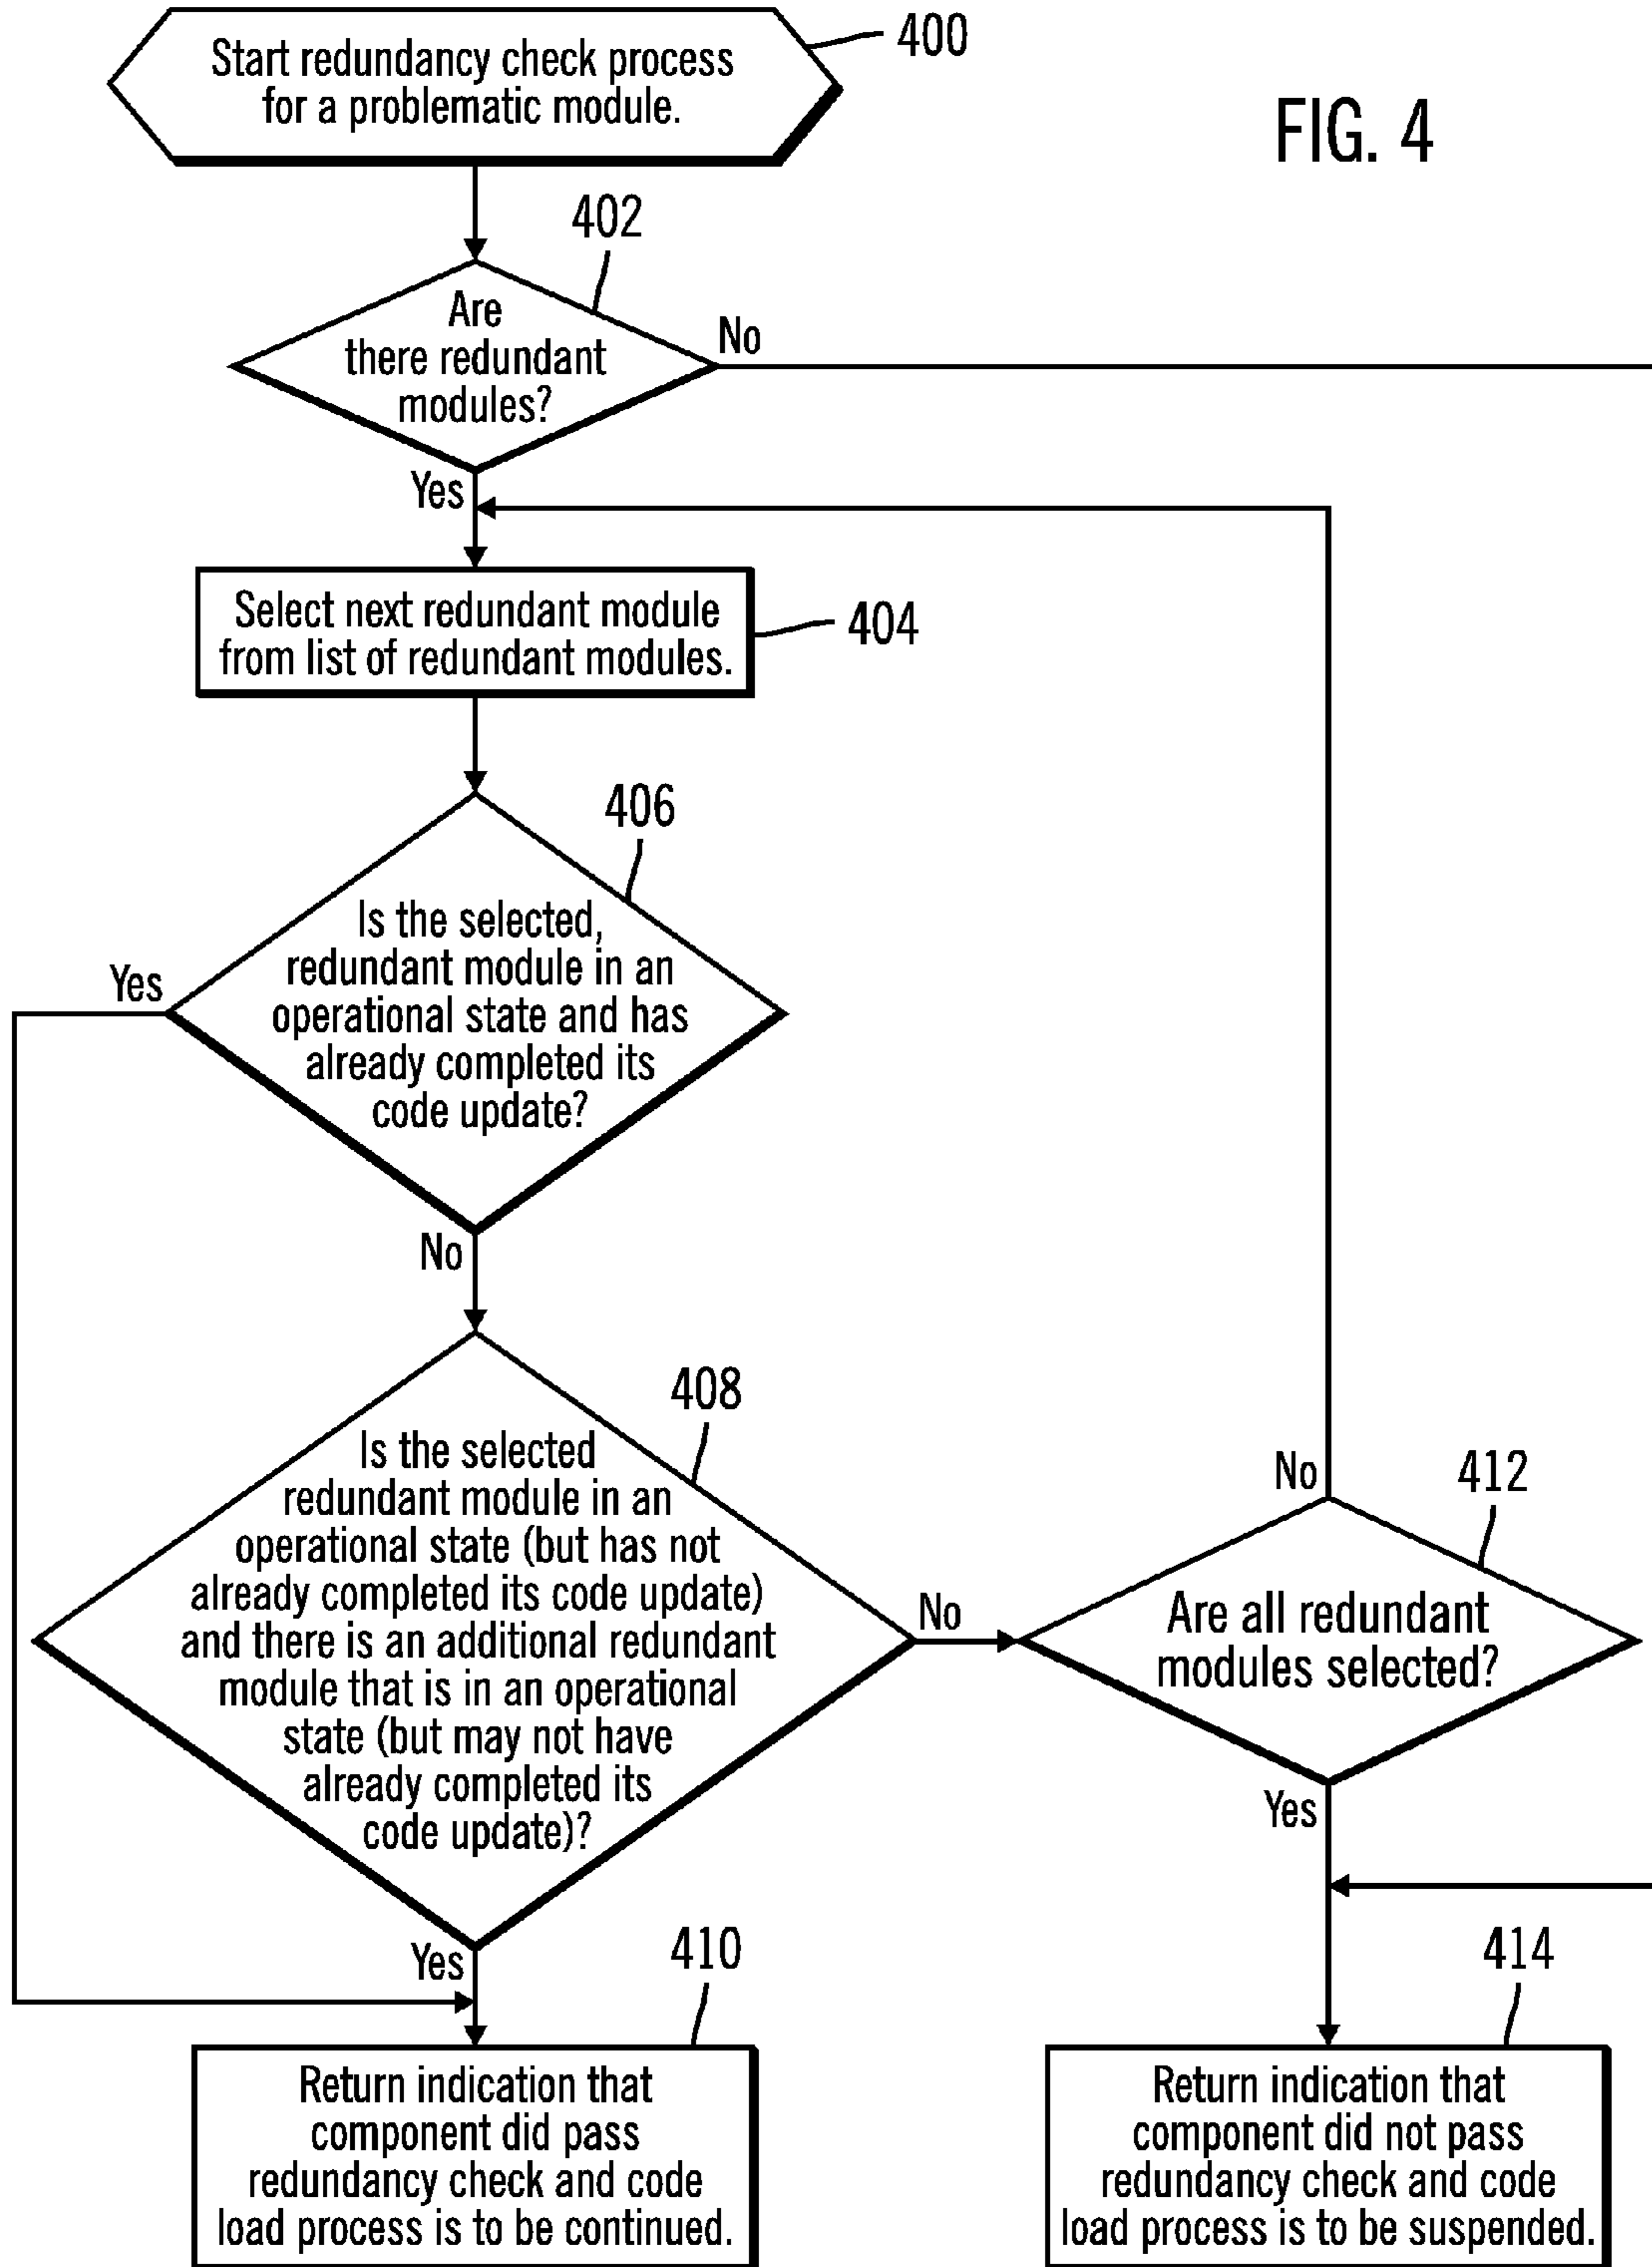 Start redundancy check process
for a problematic module.
400
FIG. 4
402
Are
there redundant
modules?
No
Yes
Select next redundant module
from list of redundant modules.
404
406
Is the selected,
redundant module in an
operational state and has
already completed its
code update?
Yes
No
408
Is the selected
redundant module in an
operational state (but has not
already completed its code update)
and there is an additional redundant
module that is in an operational
state (but may not have
already completed its
code update)?
No
Yes
412
No
Are all redundant
modules selected?
Yes
410
Return indication that
component did pass
redundancy check and code
load process is to be continued.
414
Return indication that
component did not pass
redundancy check and code
load process is to be suspended.